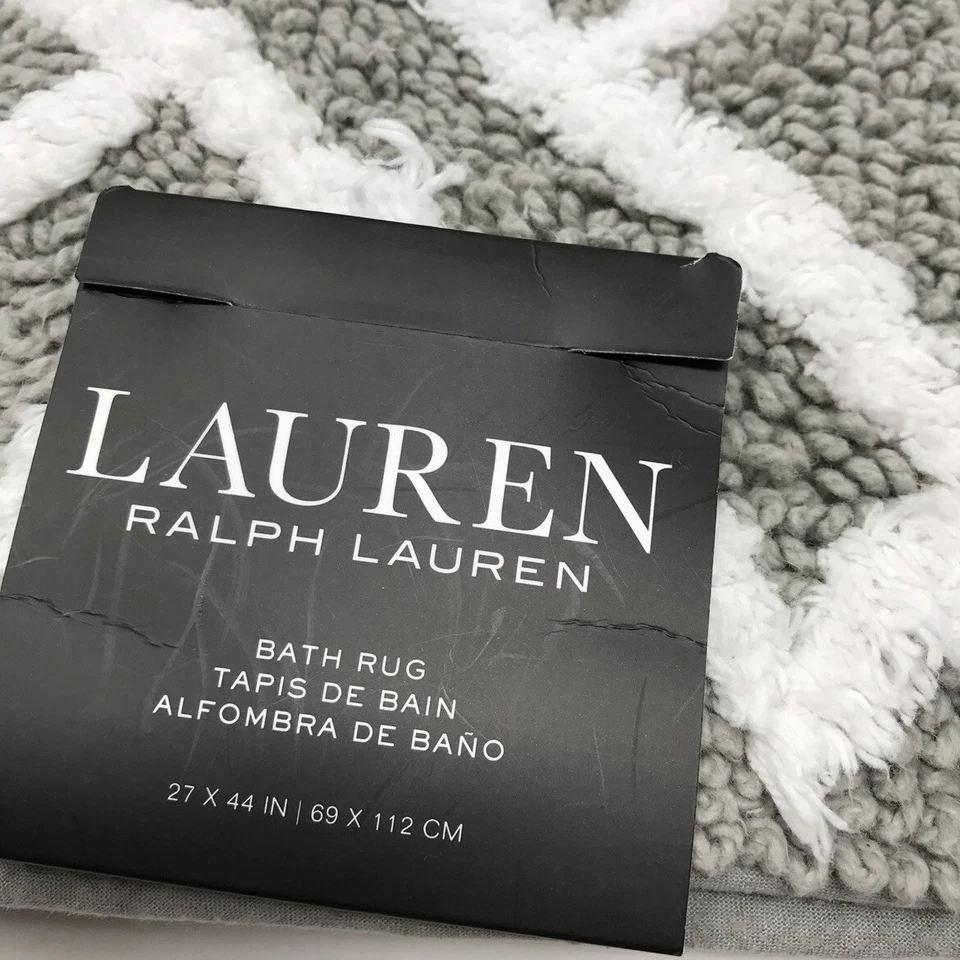 LAUREN
RALPH LAUREN
BATH RUG
TAPIS DE BAIN
ALFOMBRA DE BAÑO
27 X 44 IN | 69 X 112 CM